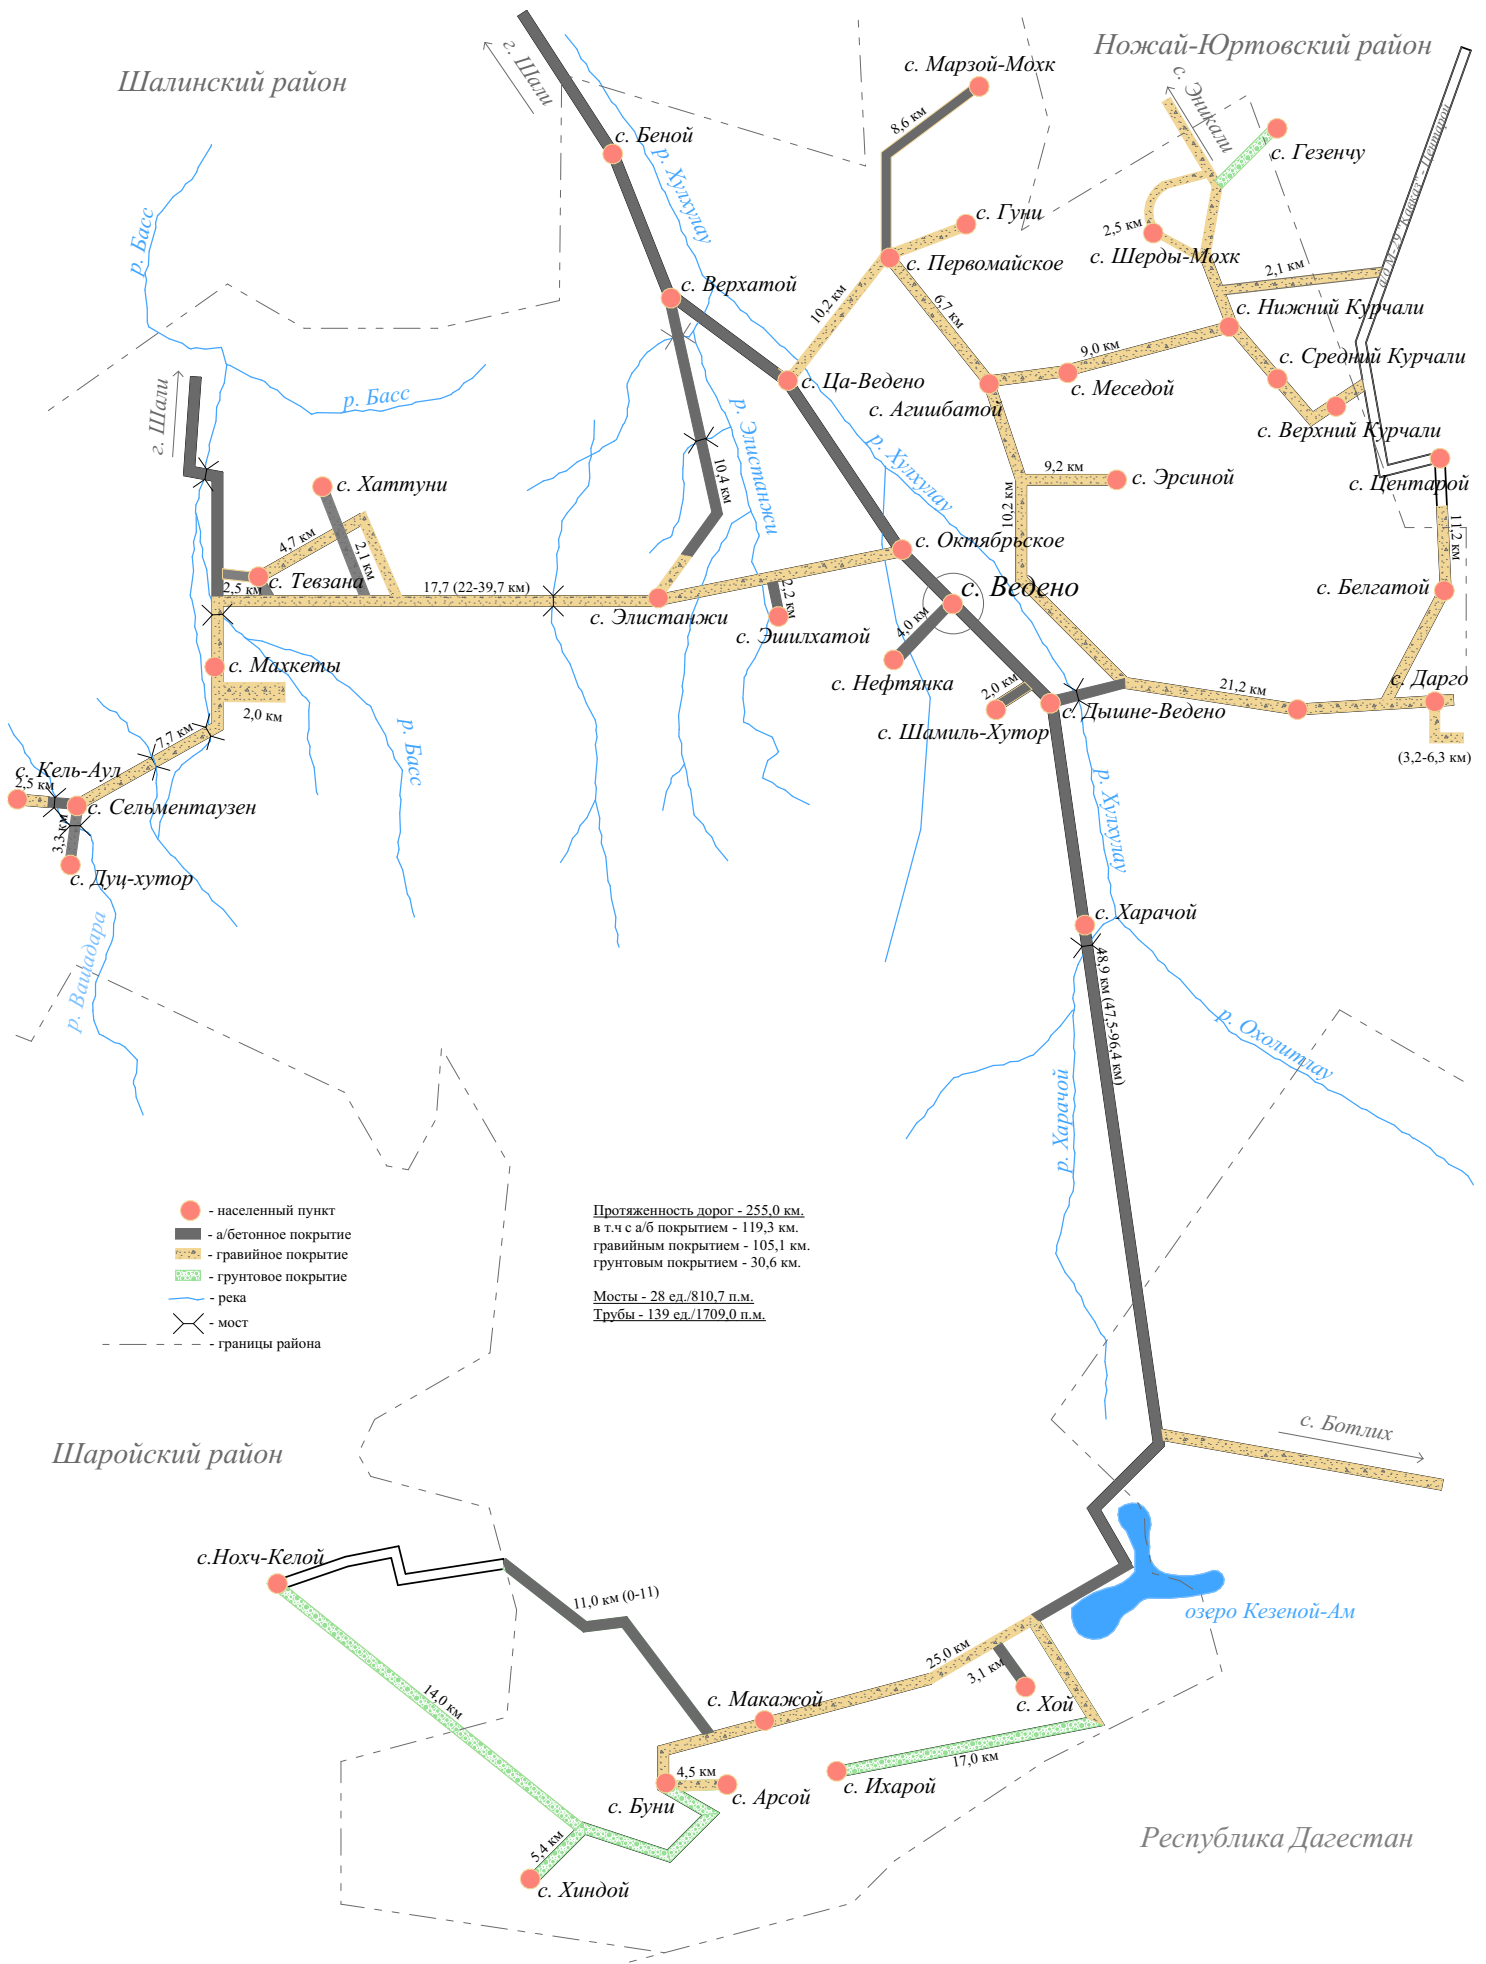 Ножай-Юртовский район
Шалинский район
г. Шали
с. Марзой-Мохк
с. Эникали
8,6 км
с. Беной
р. Хулхулау
с. Гезенчу
а/д М-29 "Кавказ" - Центарой
с. Гуни
2,5 км
с. Шерды-Мохк
р. Басс
с. Первомайское
2,1 км
с. Верхатой
10,2 км
6,7 км
с. Нижний Курчали
9,0 км
с. Средний Курчали
с. Ца-Ведено
с. Меседой
р. Басс
г. Шали
с. Агишбатой
р. Элистанжи
с. Верхний Курчали
р. Хулхулау
10,4 км
9,2 км
с. Эрсиной
с. Хаттуни
с. Центарой
10,2 км
11,2 км
4,7 км
2,1 км
с. Октябрьское
с. Тевзана
2,5 км
17,7 (22-39,7 км)
2,2 км
с. Ведено
с. Белгатой
с. Элистанжи
4,0 км
с. Эшилхатой
с. Махкеты
с. Нефтянка
2,0 км
21,2 км
с. Дарго
2,0 км
с. Дышне-Ведено
с. Шамиль-Хутор
7,7 км
р. Басс
(3,2-6,3 км)
с. Кель-Аул
2,5 км
с. Сельментаузен
3,3 км
р. Хулхулау
с. Дуц-хутор
с. Харачой
р. Вашадара
48,9 км (47,5-96,4 км)
р. Охолитлау
р. Харачой
- населенный пункт
- а/бетонное покрытие
- гравийное покрытие
- грунтовое покрытие
- река
- мост
- границы района
Протяженность дорог - 255,0 км.
в т.ч с а/б покрытием - 119,3 км.
гравийным покрытием - 105,1 км.
грунтовым покрытием - 30,6 км.
Мосты - 28 ед./810,7 п.м.
Трубы - 139 ед./1709,0 п.м.
с. Ботлих
Шаройский район
с.Нохч-Келой
11,0 км (0-11)
озеро Кезеной-Ам
25,0 км
3,1 км
14,0 км
с. Макажой
с. Хой
17,0 км
4,5 км
с. Ихарой
с. Буни
с. Арсой
5,4 км
с. Хиндой
Республика Дагестан